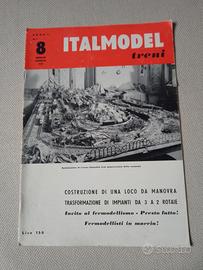 ITALMODEL
treni
8
COSTRUZIONE DI UNA LOCO DA MANOVRA
TRASFORMAZIONE DI IMPIANTI DA 3 A 2 ROTAIE
Invito al fermodellismo - Presto fatto!
Fermodellisti in marcia!
Lire 150
subito